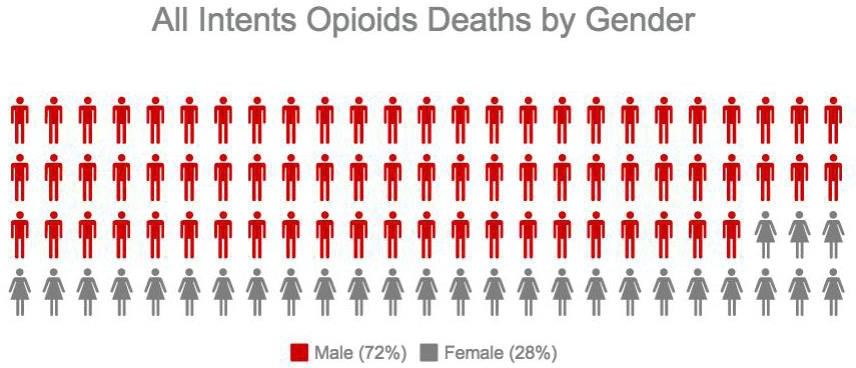 All Intents Opioids Deaths by Gender
Male (72%) Female (28%)